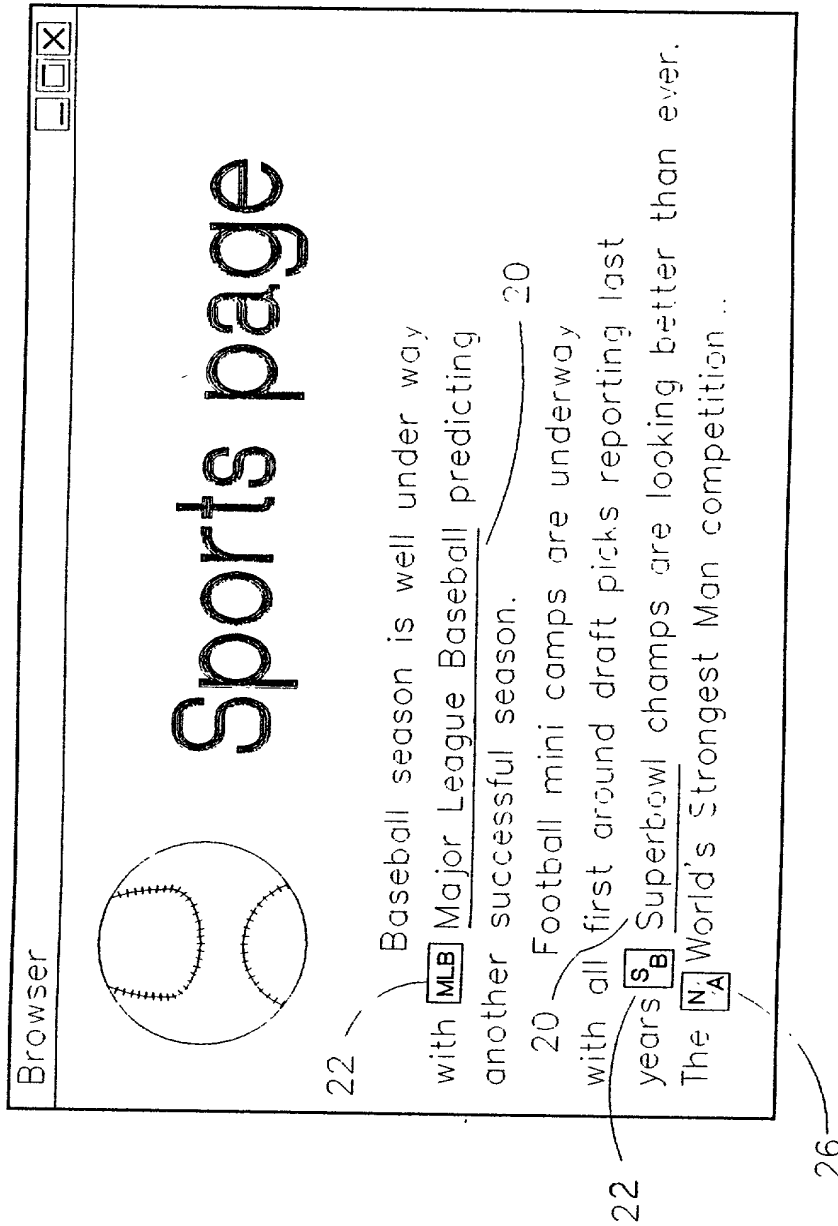 Browser
Sports page
22
Baseball season is well under way
with MLB Major League Baseball predicting
another successful season.
20
20 Football mini camps are underway
with all first around draft picks reporting last
years SB Superbowl champs are looking better than ever.
The N/A World's Strongest Man competition...
22
26